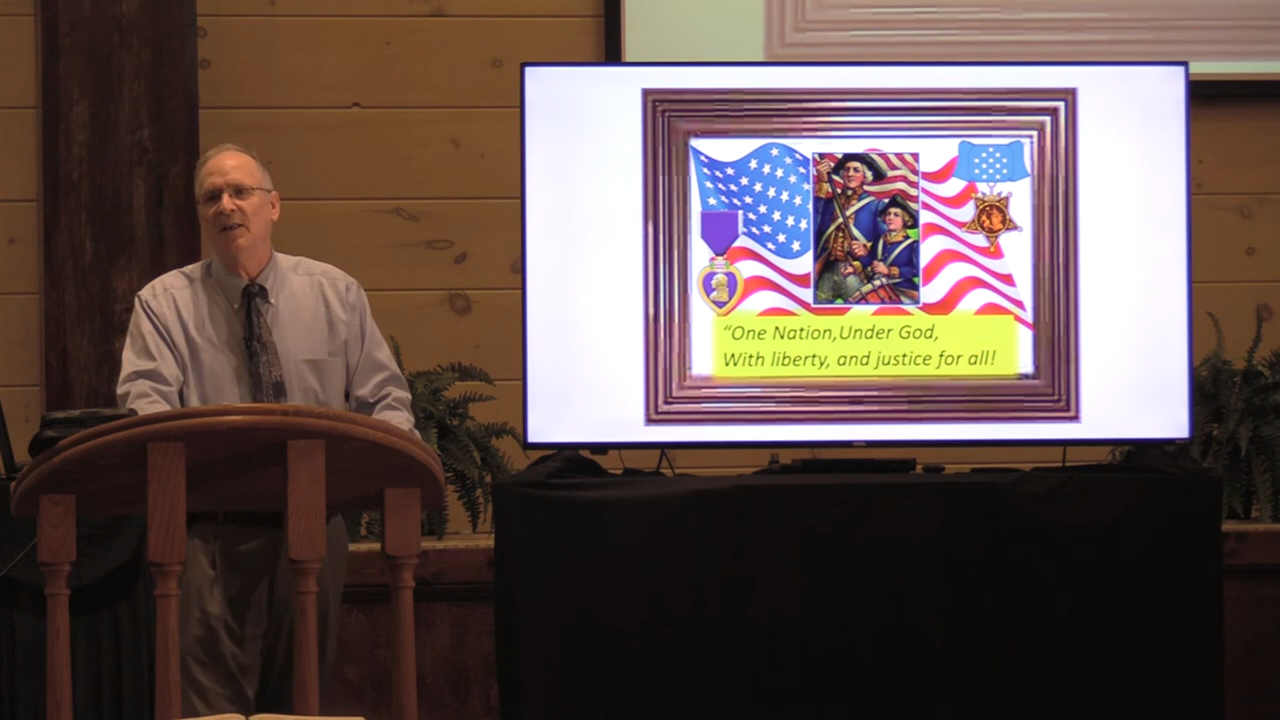 “One Nation,Under God,
With liberty, and justice for all!